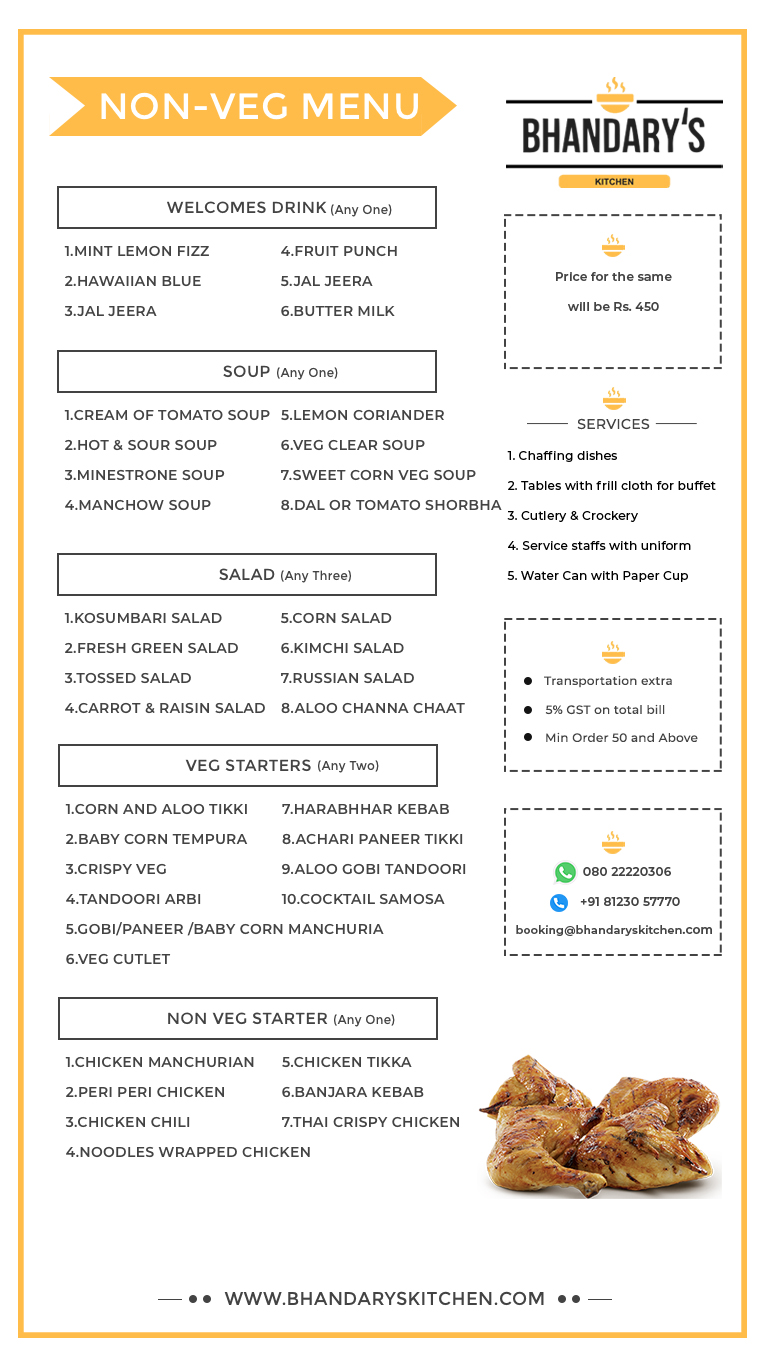 NON-VEG MENU
BHANDARY'S
KITCHEN
WELCOMES DRINK (Any One)
1.MINT LEMON FIZZ
2.HAWAIIAN BLUE
3.JAL JEERA
4.FRUIT PUNCH
5.JAL JEERA
6.BUTTER MILK
SOUP (Any One)
1.CREAM OF TOMATO SOUP
2.HOT & SOUR SOUP
3.MINESTRONE SOUP
4.MANCHOW SOUP
5.LEMON CORIANDER
6.VEG CLEAR SOUP
7.SWEET CORN VEG SOUP
8.DAL OR TOMATO SHORBHA
SALAD (Any Three)
1.KOSUMBARI SALAD
2.FRESH GREEN SALAD
3.TOSSED SALAD
4.CARROT & RAISIN SALAD
5.CORN SALAD
6.KIMCHI SALAD
7.RUSSIAN SALAD
8.ALOO CHANNA CHAAT
VEG STARTERS (Any Two)
1.CORN AND ALOO TIKKI
2.BABY CORN TEMPURA
3.CRISPY VEG
4.TANDOORI ARBI
5.GOBI/PANEER /BABY CORN MANCHURIA
6.VEG CUTLET
7.HARABHHAR KEBAB
8.ACHARI PANEER TIKKI
9.ALOO GOBI TANDOORI
10.COCKTAIL SAMOSA
NON VEG STARTER (Any One)
1.CHICKEN MANCHURIAN
2.PERI PERI CHICKEN
3.CHICKEN CHILI
4.NOODLES WRAPPED CHICKEN
5.CHICKEN TIKKA
6.BANJARA KEBAB
7.THAI CRISPY CHICKEN
Price for the same
will be Rs. 450
SERVICES
1. Chaffing dishes
2. Tables with frill cloth for buffet
3. Cutlery & Crockery
4. Service staffs with uniform
5. Water Can with Paper Cup
● Transportation extra
● 5% GST on total bill
● Min Order 50 and Above
080 22220306
+91 81230 57770
booking@bhandaryskitchen.com
WWW.BHANDARYSKITCHEN.COM